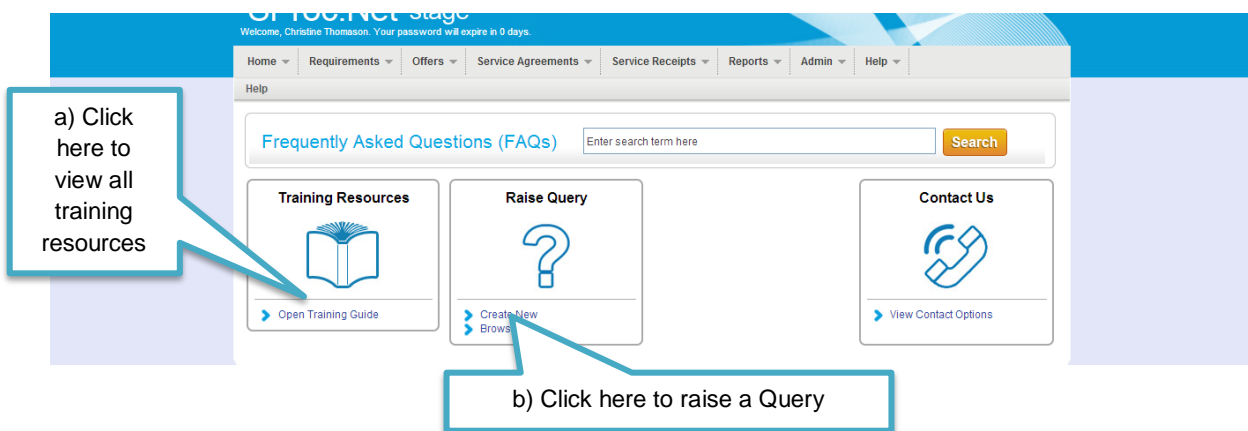 stage
Welcome, Christine Thomason. Your password will expire in 0 days.
Home Requirements Offers Service Agreements Service Receipts Reports Admin Help
Help
a) Click
here to
view all
training
resources
Frequently Asked Questions (FAQs) Enter search term here Search
Training Resources Raise Query Contact Us
Open Training Guide Create New View Contact Options
b) Click here to raise a Query